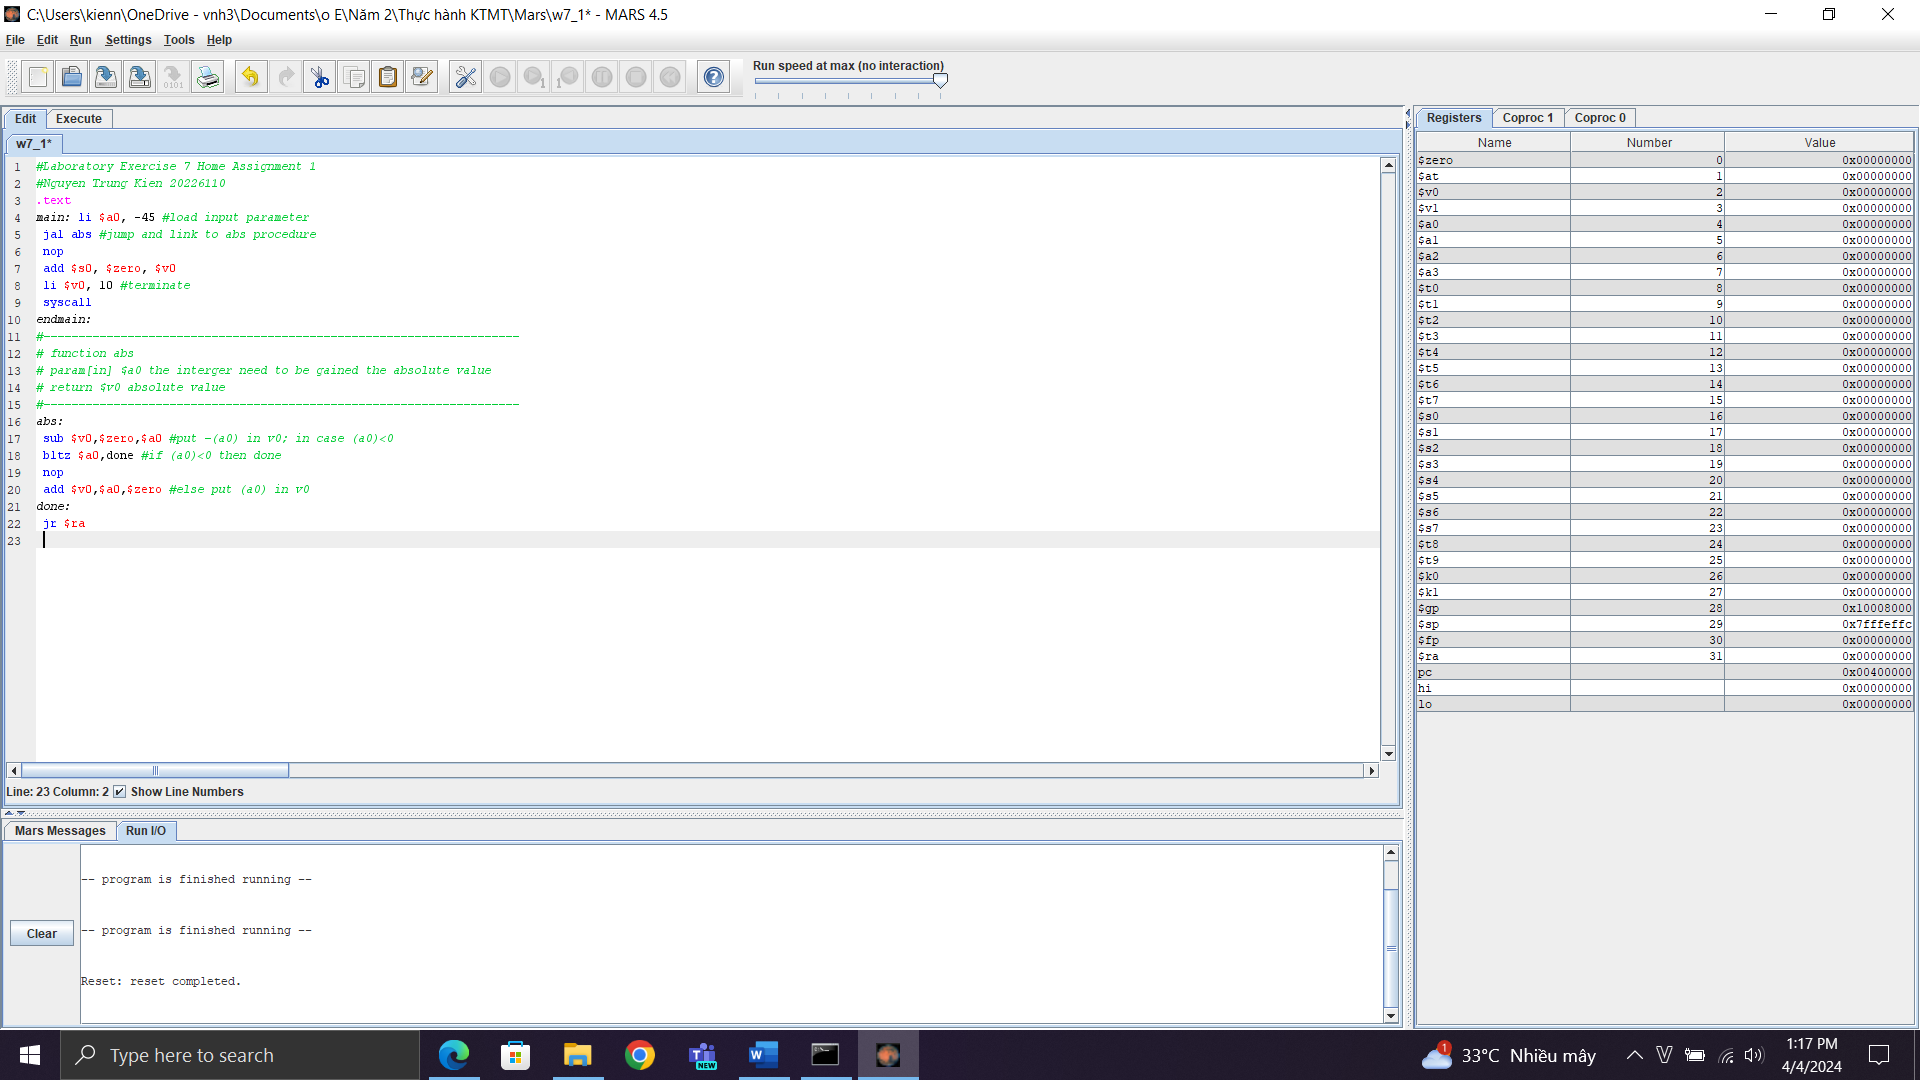 C:\Users\kienn\OneDrive - vnh3\Documents\o E\Năm 2\Thực hành KTMT\Mars\w7_1* - MARS 4.5
File Edit Run Settings Tools Help
Run speed at max (no interaction)
Edit Execute
w7_1*
1 #Laboratory Exercise 7 Home Assignment 1
2 #Nguyen Trung Kien 20226110
3 .text
4 main: li $a0, -45 #load input parameter
5 jal abs #jump and link to abs procedure
6 nop
7 add $s0, $zero, $v0
8 li $v0, 10 #terminate
9 syscall
10 endmain:
11 #--------------------------------------------------------------------
12 # function abs
13 # param[in] $a0 the interger need to be gained the absolute value
14 # return $v0 absolute value
15 #--------------------------------------------------------------------
16 abs:
17 sub $v0,$zero,$a0 #put -(a0) in v0; in case (a0)<0
18 bltz $a0,done #if (a0)<0 then done
19 nop
20 add $v0,$a0,$zero #else put (a0) in v0
21 done:
22 jr $ra
23
Line: 23 Column: 2 Show Line Numbers
Mars Messages Run I/O
-- program is finished running --
-- program is finished running --
Reset: reset completed.
Clear
Registers Coproc 1 Coproc 0
Name Number Value
$zero 0 0x00000000
$at 1 0x00000000
$v0 2 0x00000000
$v1 3 0x00000000
$a0 4 0x00000000
$a1 5 0x00000000
$a2 6 0x00000000
$a3 7 0x00000000
$t0 8 0x00000000
$t1 9 0x00000000
$t2 10 0x00000000
$t3 11 0x00000000
$t4 12 0x00000000
$t5 13 0x00000000
$t6 14 0x00000000
$t7 15 0x00000000
$s0 16 0x00000000
$s1 17 0x00000000
$s2 18 0x00000000
$s3 19 0x00000000
$s4 20 0x00000000
$s5 21 0x00000000
$s6 22 0x00000000
$s7 23 0x00000000
$t8 24 0x00000000
$t9 25 0x00000000
$k0 26 0x00000000
$k1 27 0x00000000
$gp 28 0x10008000
$sp 29 0x7fffeffc
$fp 30 0x00000000
$ra 31 0x00000000
pc 0x00400000
hi 0x00000000
lo 0x00000000
Type here to search
NEW
1
33°C Nhiều mây
1:17 PM
4/4/2024